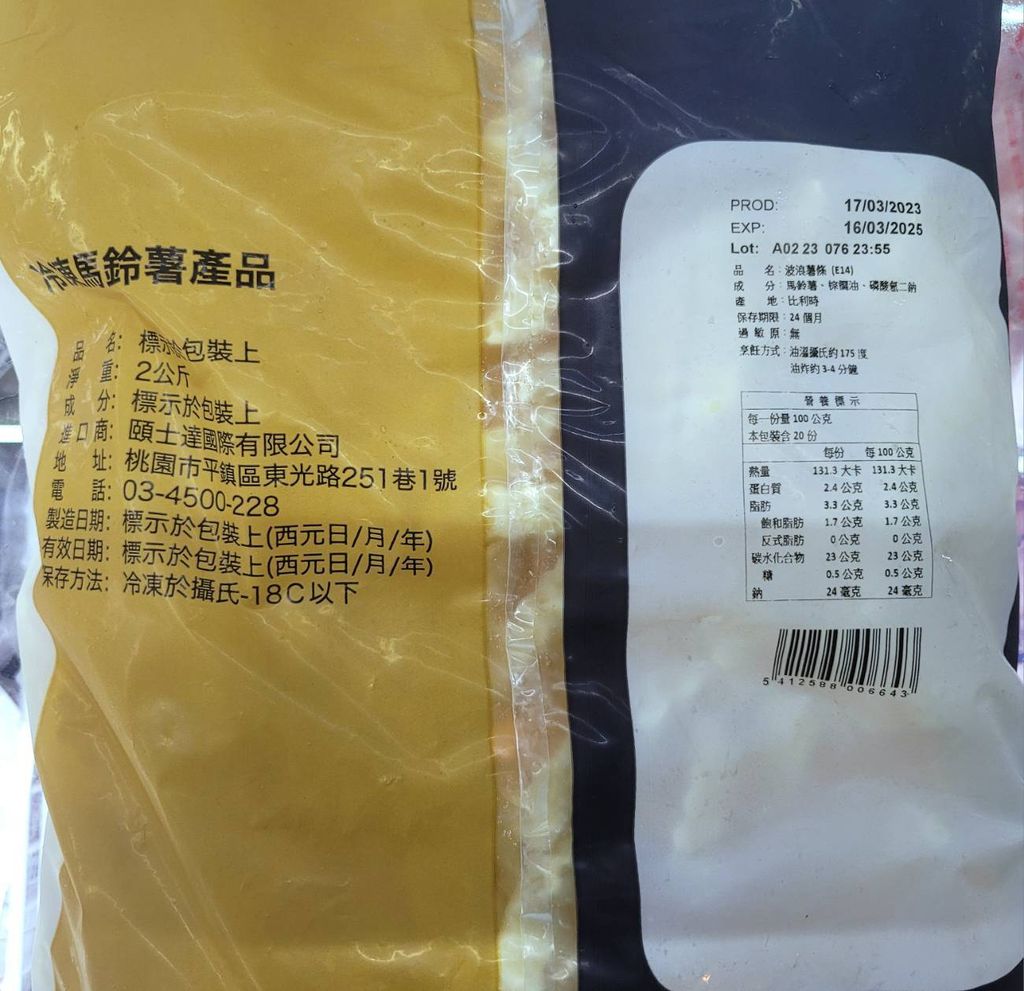 冷凍馬鈴薯產品
品 名: 標示於包裝上
淨 重: 2公斤
成 分: 標示於包裝上
進口商: 頤士達國際有限公司
地 址: 桃園市平鎮區東光路251巷1號
電 話: 03-4500-228
製造日期: 標示於包裝上(西元日/月/年)
有效日期: 標示於包裝上(西元日/月/年)
保存方法: 冷凍於攝氏-18C以下
PROD: 17/03/2023
EXP: 16/03/2025
Lot: A02 23 076 23:55
品 名:波浪薯條 (E14)
成 分:馬鈴薯、棕櫚油、磷酸氫二鈉
產 地:比利時
保存期限:24 個月
過 敏 原:無
烹飪方式:油溫攝氏約 175 度
油炸約 3-4 分鐘
營 養 標 示
每一份量 100 公克
本包裝含 20 份
每份 每 100 公克
熱量 131.3 大卡 131.3 大卡
蛋白質 2.4 公克 2.4 公克
脂肪 3.3 公克 3.3 公克
飽和脂肪 1.7 公克 1.7 公克
反式脂肪 0 公克 0 公克
碳水化合物 23 公克 23 公克
糖 0.5 公克 0.5 公克
鈉 24 毫克 24 毫克
5 412588 006643